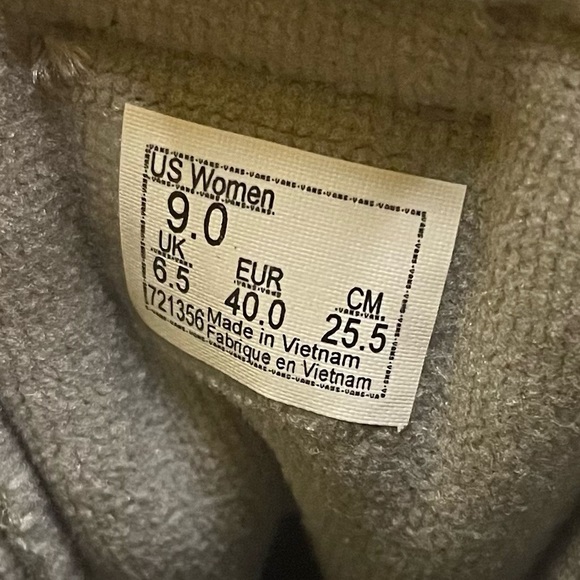 US Women
9.0
UK EUR CM
6.5 40.0 25.5
721356 Made in Vietnam
Fabrique en Vietnam